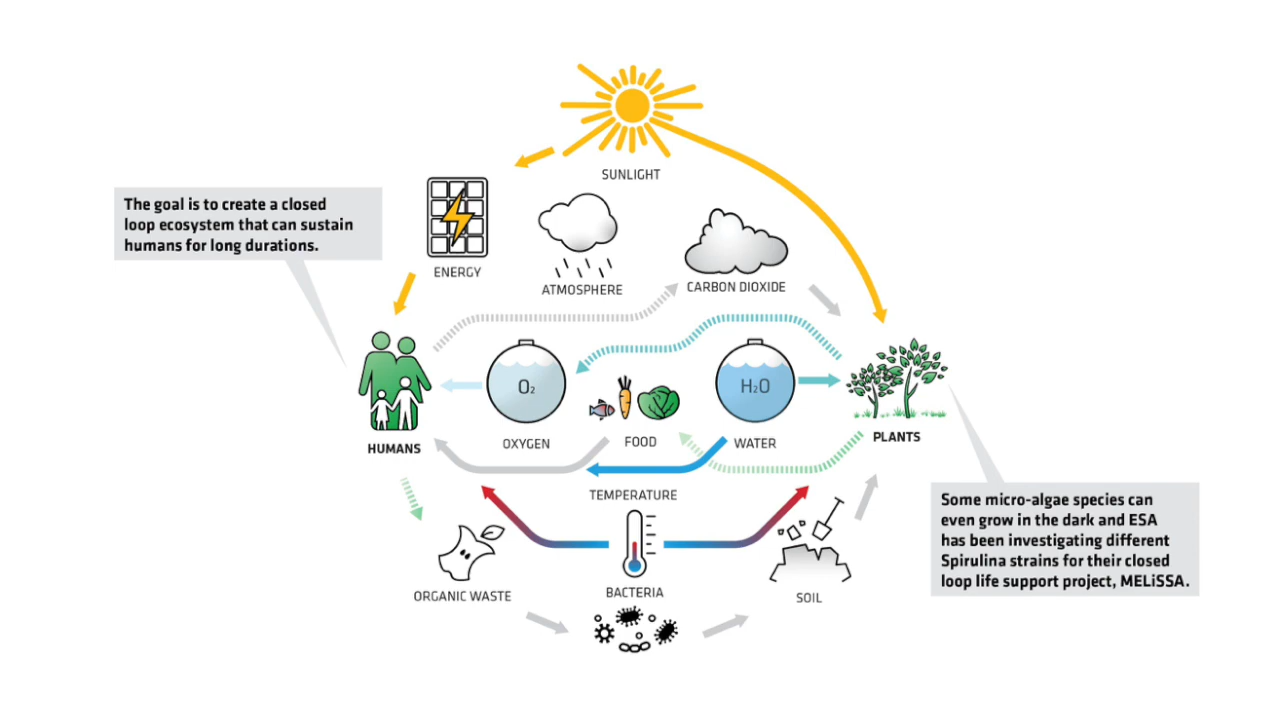 SUNLIGHT
The goal is to create a closed
loop ecosystem that can sustain
humans for long durations.
ENERGY
ATMOSPHERE
CARBON DIOXIDE
O₂
H₂O
HUMANS
OXYGEN
FOOD
WATER
PLANTS
TEMPERATURE
Some micro-algae species can
even grow in the dark and ESA
has been investigating different
Spirulina strains for their closed
loop life support project, MELiSSA.
ORGANIC WASTE
BACTERIA
SOIL